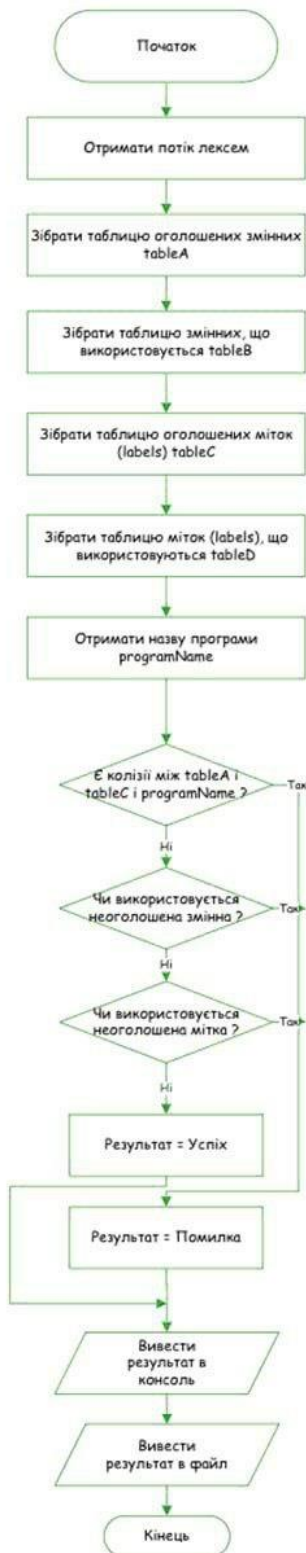 Початок
Отримати потік лексем
Зібрати таблицю оголошених змінних
tableA
Зібрати таблицю змінних, що
використовується tableB
Зібрати таблицю оголошених міток
(labels) tableC
Зібрати таблицю міток (labels), що
використовуються tableD
Отримати назву програми
programName
Є колізії між tableA і
tableC і programName ?
Так
Ні
Чи використовується
неоголошена змінна ?
Так
Ні
Чи використовується
неоголошена мітка ?
Так
Ні
Результат = Успіх
Результат = Помилка
Вивести
результат в
консоль
Вивести
результат в файл
Кінець